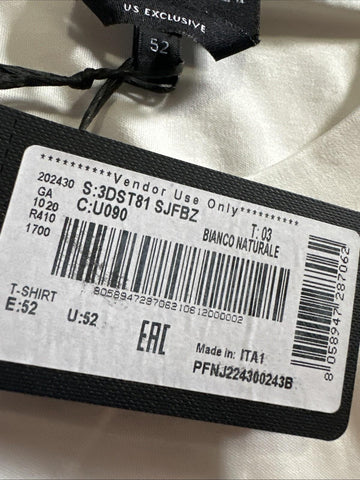 US EXCLUSIVE
52
**********Vendor Use Only**********
202430
GA
1020
R410
1700
S:3DST81 SJFBZ
C:U090
T: 03
BIANCO NATURALE
805894728706210612000002
8058947287062
T-SHIRT
E:52
U:52
EAC
Made in: ITA1
PFNJ224300243B